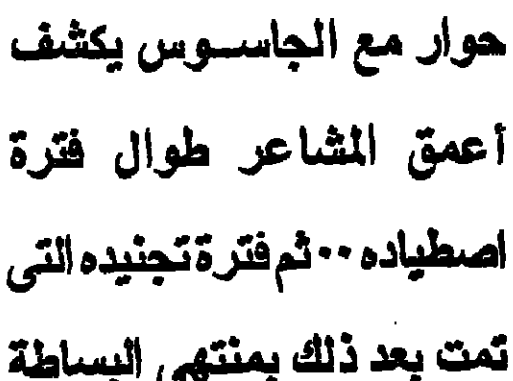 حوار مع الجاسوس يكشف
أعمق المشاعر طوال فترة
اصطياده ٠٠ ثم فترة تجنيده التى
تمت بعد ذلك بمنتهى البساطة